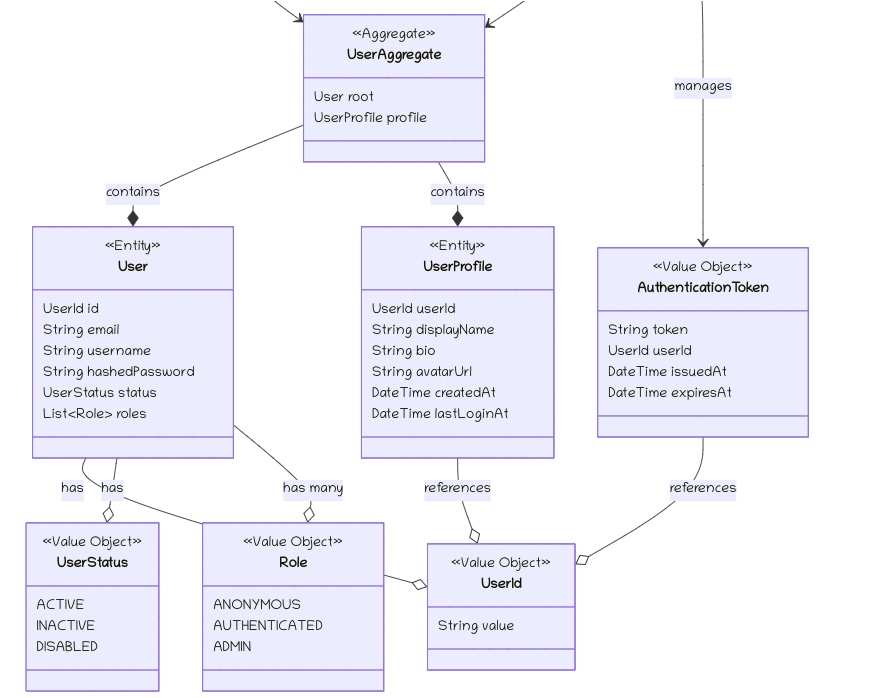 «Aggregate»
UserAggregate
User root
UserProfile profile
manages
contains
contains
«Entity»
User
UserId id
String email
String username
String hashedPassword
UserStatus status
List<Role> roles
«Entity»
UserProfile
UserId userId
String displayName
String bio
String avatarUrl
DateTime createdAt
DateTime lastLoginAt
«Value Object»
AuthenticationToken
String token
UserId userId
DateTime issuedAt
DateTime expiresAt
has
has
has many
references
references
«Value Object»
UserStatus
ACTIVE
INACTIVE
DISABLED
«Value Object»
Role
ANONYMOUS
AUTHENTICATED
ADMIN
«Value Object»
UserId
String value